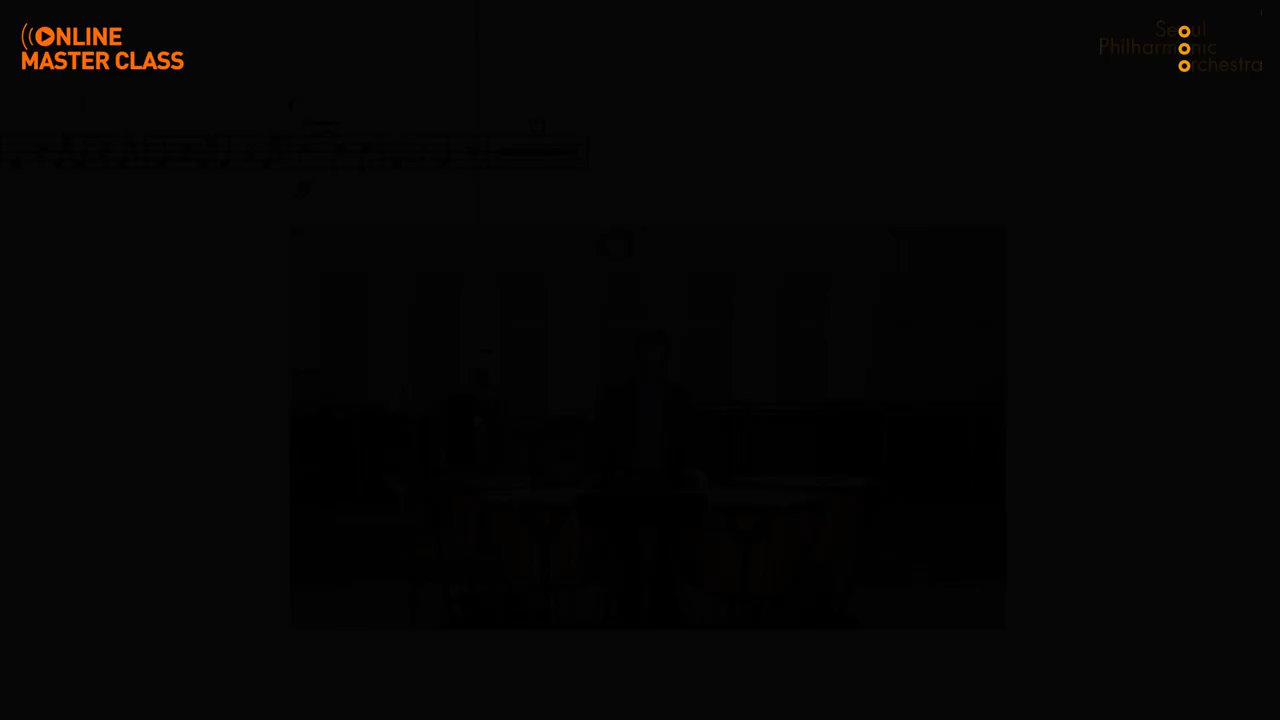 ONLINE
MASTER CLASS
Seoul
Philharmonic
Orchestra